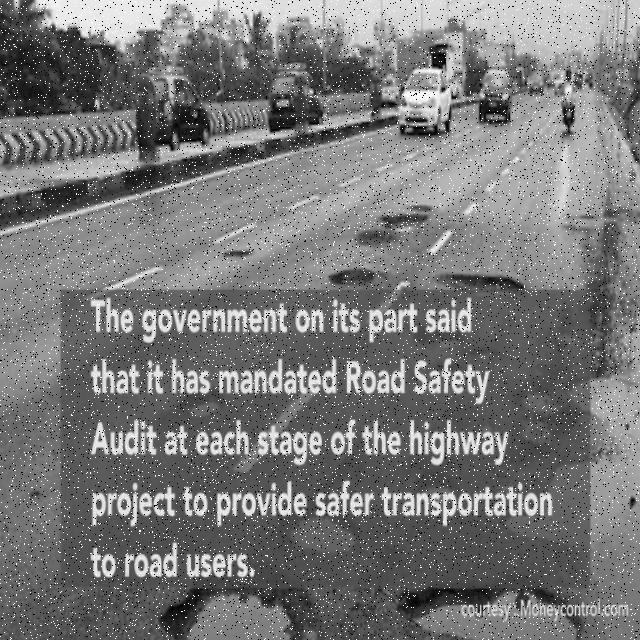 The government on its part said
that it has mandated Road Safety
Audit at each stage of the highway
project to provide safer transportation
to road users.
courtesy : Moneycontrol.com